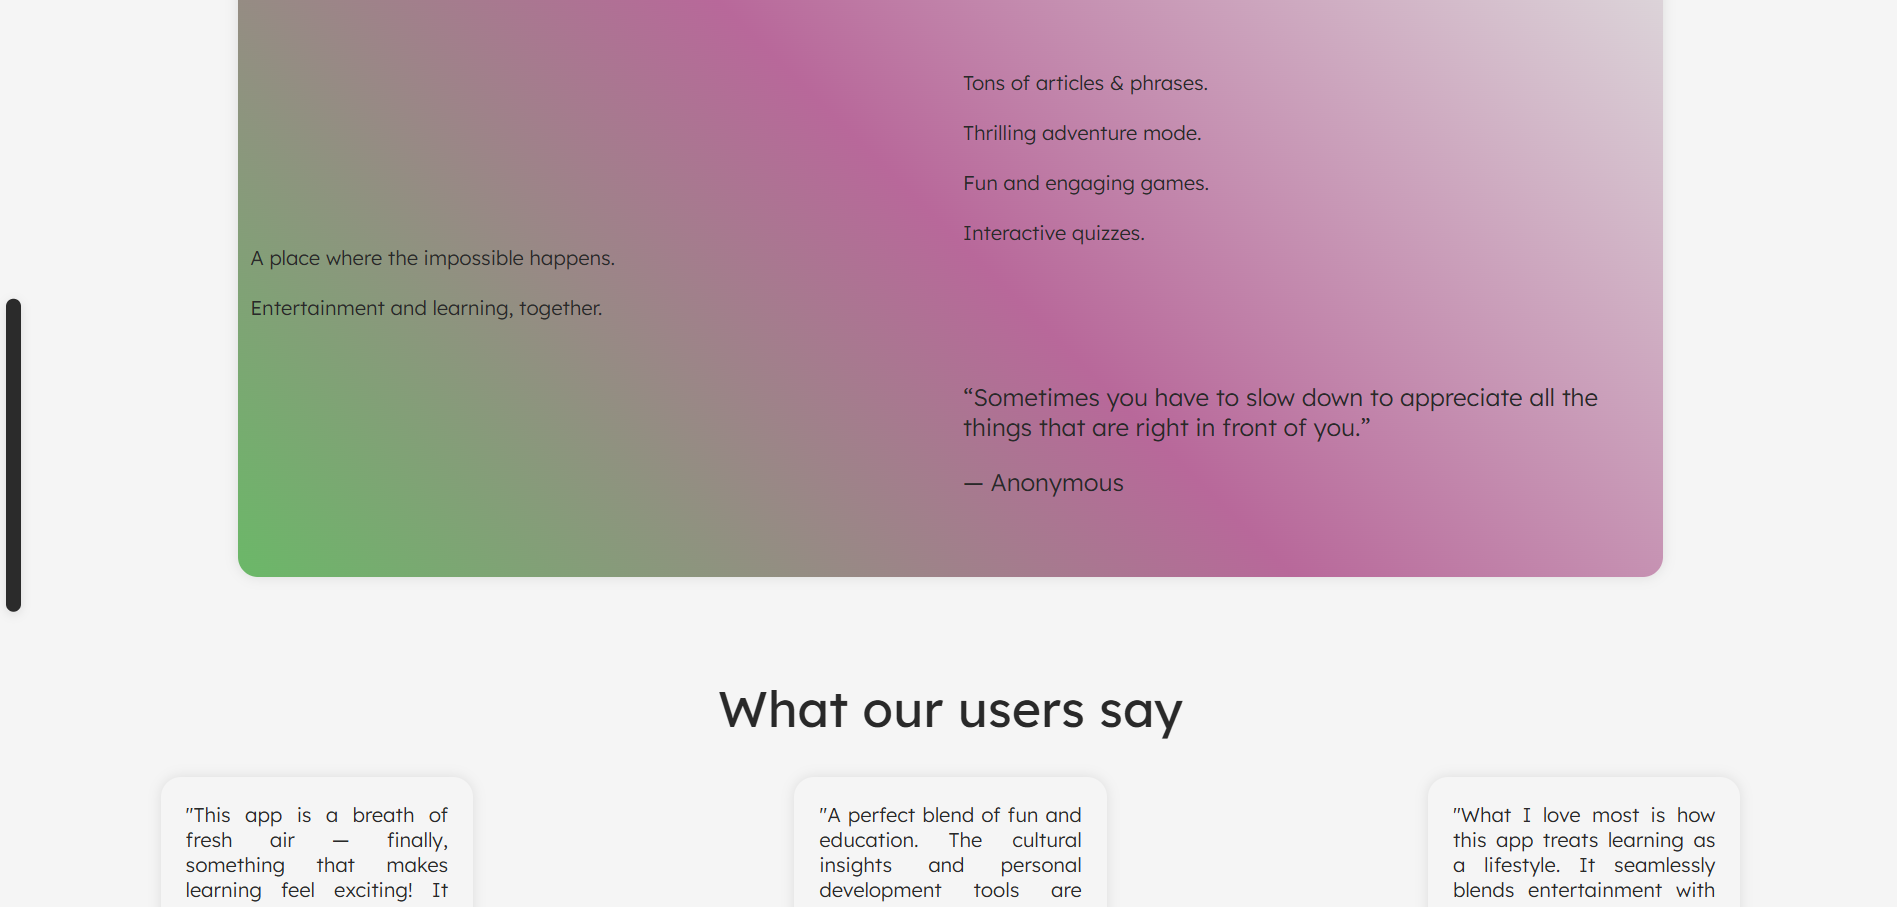 A place where the impossible happens.
Entertainment and learning, together.
Tons of articles & phrases.
Thrilling adventure mode.
Fun and engaging games.
Interactive quizzes.
“Sometimes you have to slow down to appreciate all the
things that are right in front of you.”
— Anonymous
What our users say
"This app is a breath of
fresh air — finally,
something that makes
learning feel exciting! It
"A perfect blend of fun and
education. The cultural
insights and personal
development tools are
"What I love most is how
this app treats learning as
a lifestyle. It seamlessly
blends entertainment with